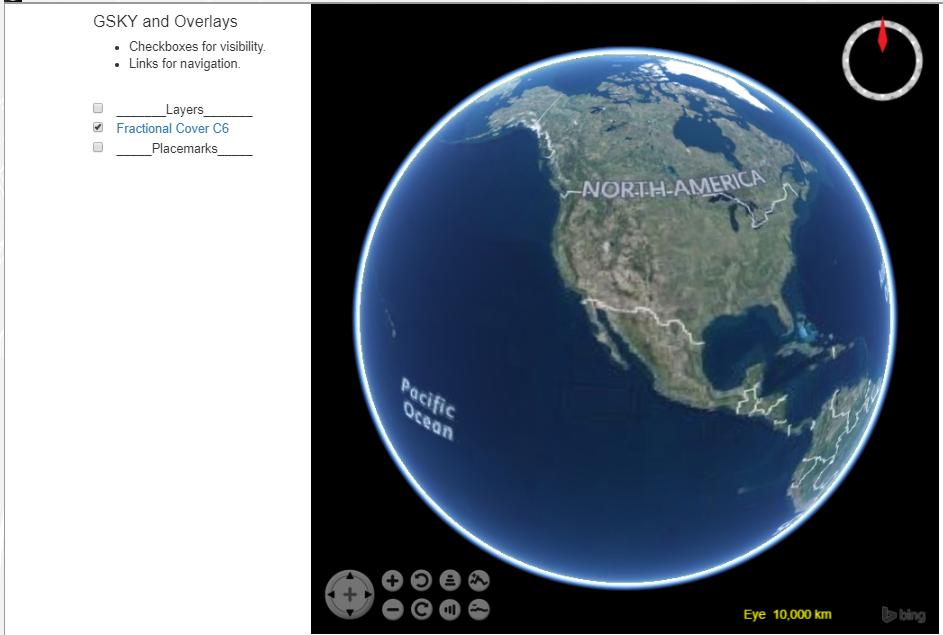 GSKY and Overlays
Checkboxes for visibility.
Links for navigation.
_______Layers_______
Fractional Cover C6
_____Placemarks_____
NORTH AMERICA
Pacific
Ocean
Eye 10,000 km
bing